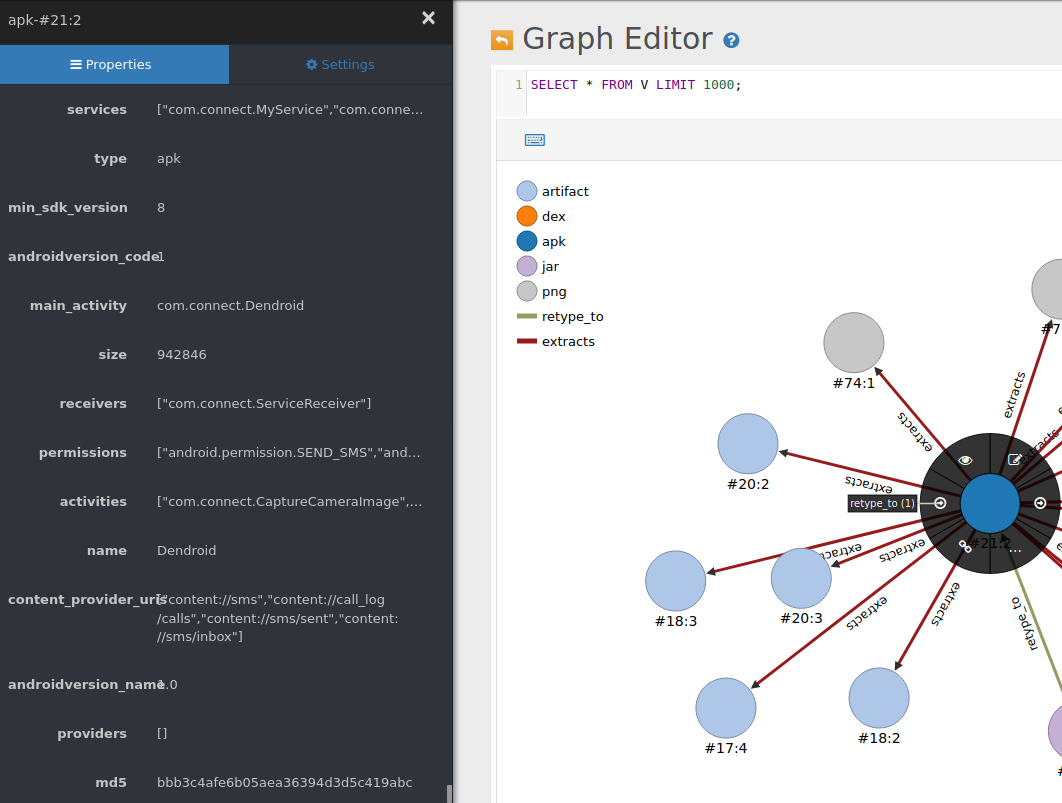 apk-#21:2
Properties
Settings
services ["com.connect.MyService","com.conne...
type apk
min_sdk_version 8
androidversion_code 1
main_activity com.connect.Dendroid
size 942846
receivers ["com.connect.ServiceReceiver"]
permissions ["android.permission.SEND_SMS","and...
activities ["com.connect.CaptureCameraImage",...
name Dendroid
content_provider_uris ["content://sms","content://call_log
/calls","content://sms/sent","content:
//sms/inbox"]
androidversion_name 1.0
providers []
md5 bbb3c4afe6b05aea36394d3d5c419abc
Graph Editor
1 SELECT * FROM V LIMIT 1000;
artifact
dex
apk
jar
png
retype_to
extracts
#7
#74:1
extracts
extracts
extracts
#20:2
extracts
retype_to (1)
#21:2
...
extracts
extracts
#18:3
#20:3
extracts
extracts
retype_to
#17:4
#18:2